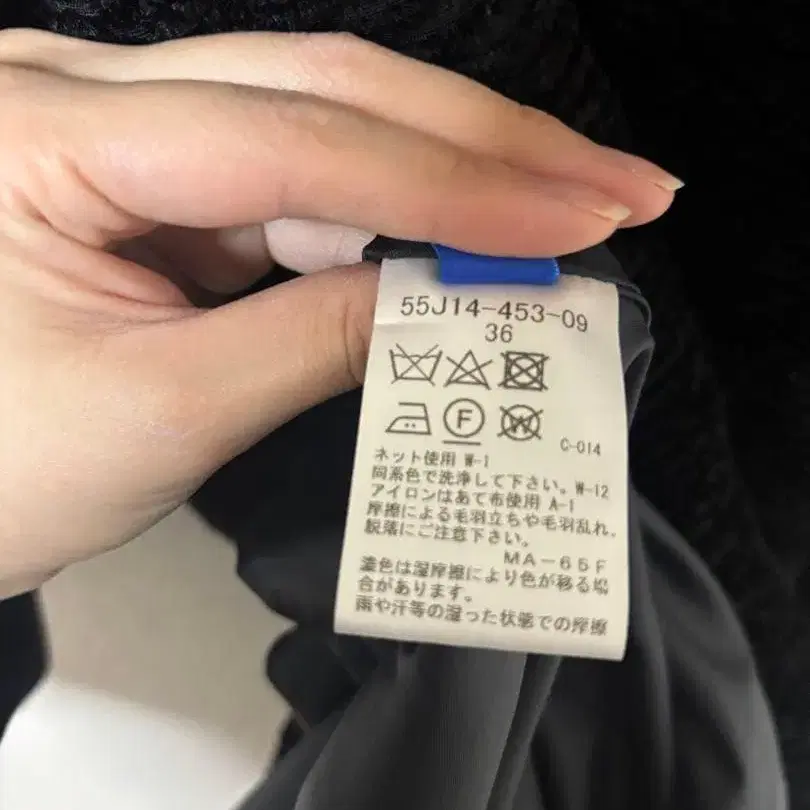 55J14-453-09
36
F
W
C-014
ネット使用 W-1
同系色で洗浄して下さい。W-12
アイロンはあて布使用 A-1
摩擦による毛羽立ちや毛羽乱れ、
脱落にご注意下さい。
MA-65F
濃色は湿摩擦により色が移る場
合があります。
雨や汗等の湿った状態での摩擦